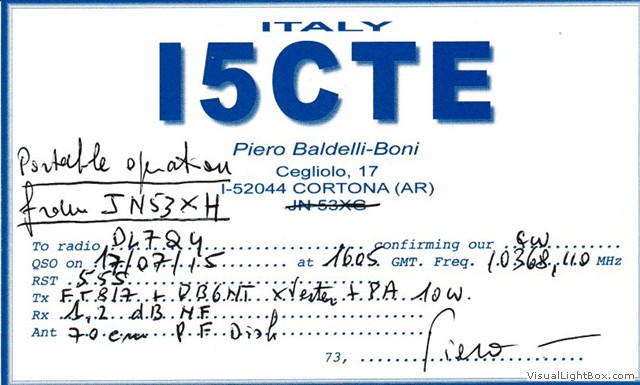 ITALY
I5CTE
Piero Baldelli-Boni
Cegliolo, 17
I-52044 CORTONA (AR)
JN 53XG
Portable operation
from JN53XH
To radio DL7QY confirming our CW
QSO on 17/07/15 at 16.05 GMT. Freq. 10368,110 MHz
RST 555
Tx FT817 + DB6NT xVerter + PA 10w
Rx 1,2 dB NF
Ant 70 cm P.F. Dish
73, Piero
VisualLightBox.com